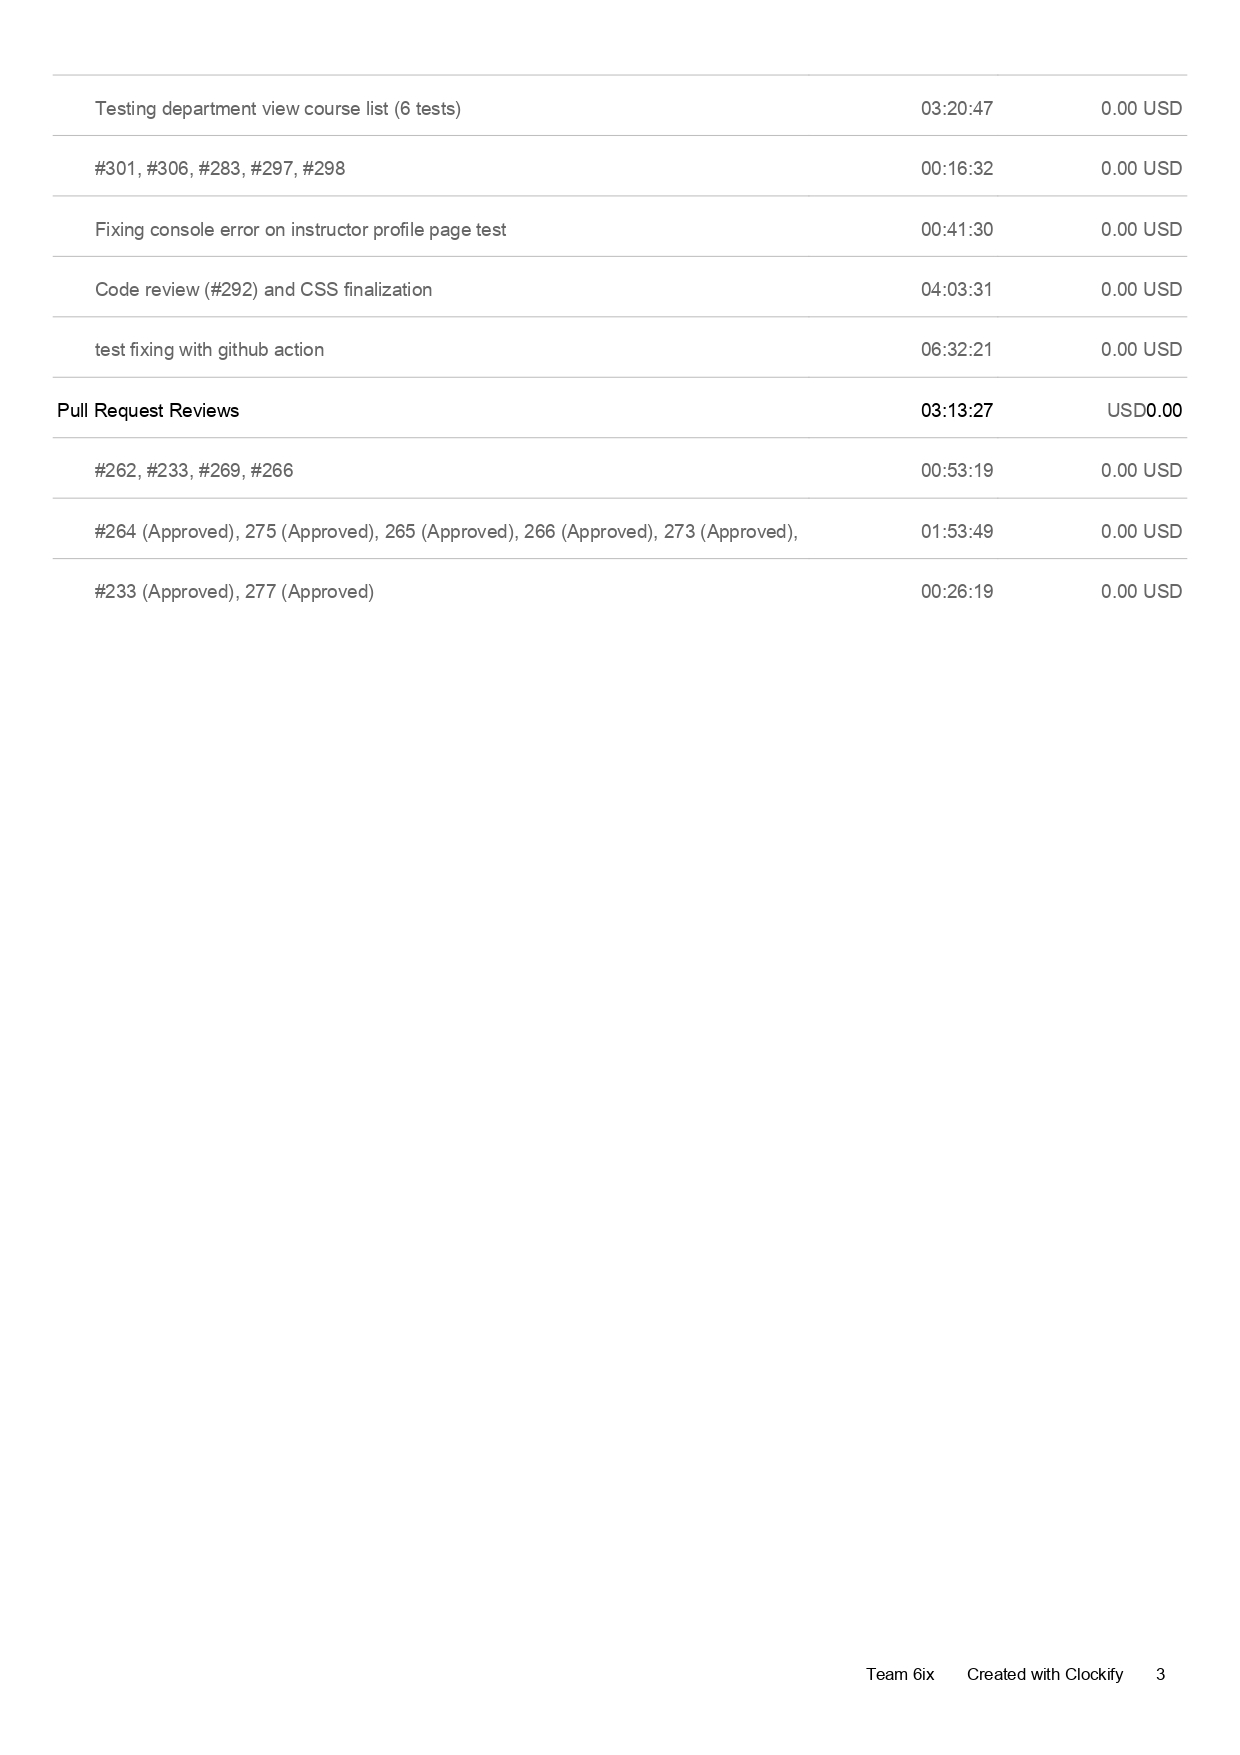 Testing department view course list (6 tests) 03:20:47 0.00 USD
#301, #306, #283, #297, #298 00:16:32 0.00 USD
Fixing console error on instructor profile page test 00:41:30 0.00 USD
Code review (#292) and CSS finalization 04:03:31 0.00 USD
test fixing with github action 06:32:21 0.00 USD
Pull Request Reviews 03:13:27 USD0.00
#262, #233, #269, #266 00:53:19 0.00 USD
#264 (Approved), 275 (Approved), 265 (Approved), 266 (Approved), 273 (Approved), 01:53:49 0.00 USD
#233 (Approved), 277 (Approved) 00:26:19 0.00 USD
Team 6ix Created with Clockify 3